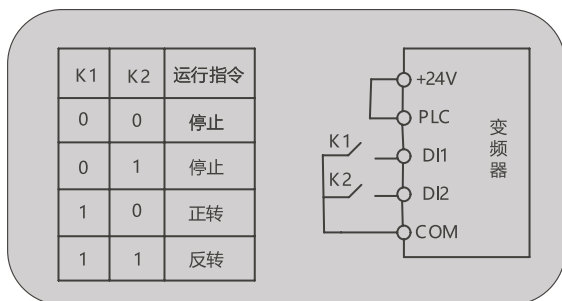 K1 K2 运行指令
0 0 停止
0 1 停止
1 0 正转
1 1 反转
+24V
PLC
K1
DI1
K2
DI2
COM
变频器